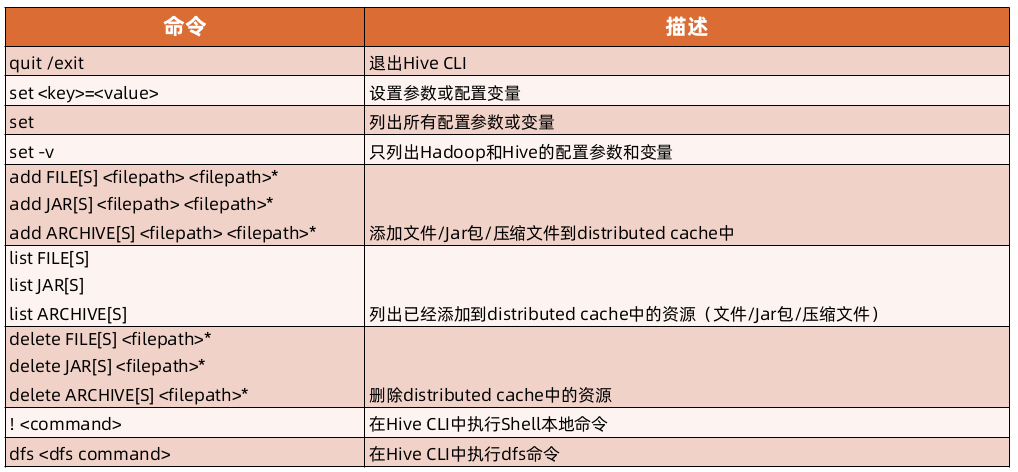 命令 描述
quit /exit 退出Hive CLI
set <key>=<value> 设置参数或配置变量
set 列出所有配置参数或变量
set -v 只列出Hadoop和Hive的配置参数和变量
add FILE[S] <filepath> <filepath>*
add JAR[S] <filepath> <filepath>*
add ARCHIVE[S] <filepath> <filepath>* 添加文件/Jar包/压缩文件到distributed cache中
list FILE[S]
list JAR[S]
list ARCHIVE[S] 列出已经添加到distributed cache中的资源（文件/Jar包/压缩文件）
delete FILE[S] <filepath>*
delete JAR[S] <filepath>*
delete ARCHIVE[S] <filepath>* 删除distributed cache中的资源
! <command> 在Hive CLI中执行Shell本地命令
dfs <dfs command> 在Hive CLI中执行dfs命令